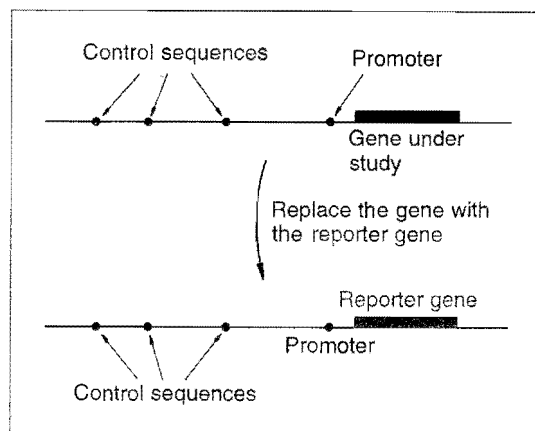 Control sequences
Promoter
Gene under
study
Replace the gene with
the reporter gene
Reporter gene
Promoter
Control sequences